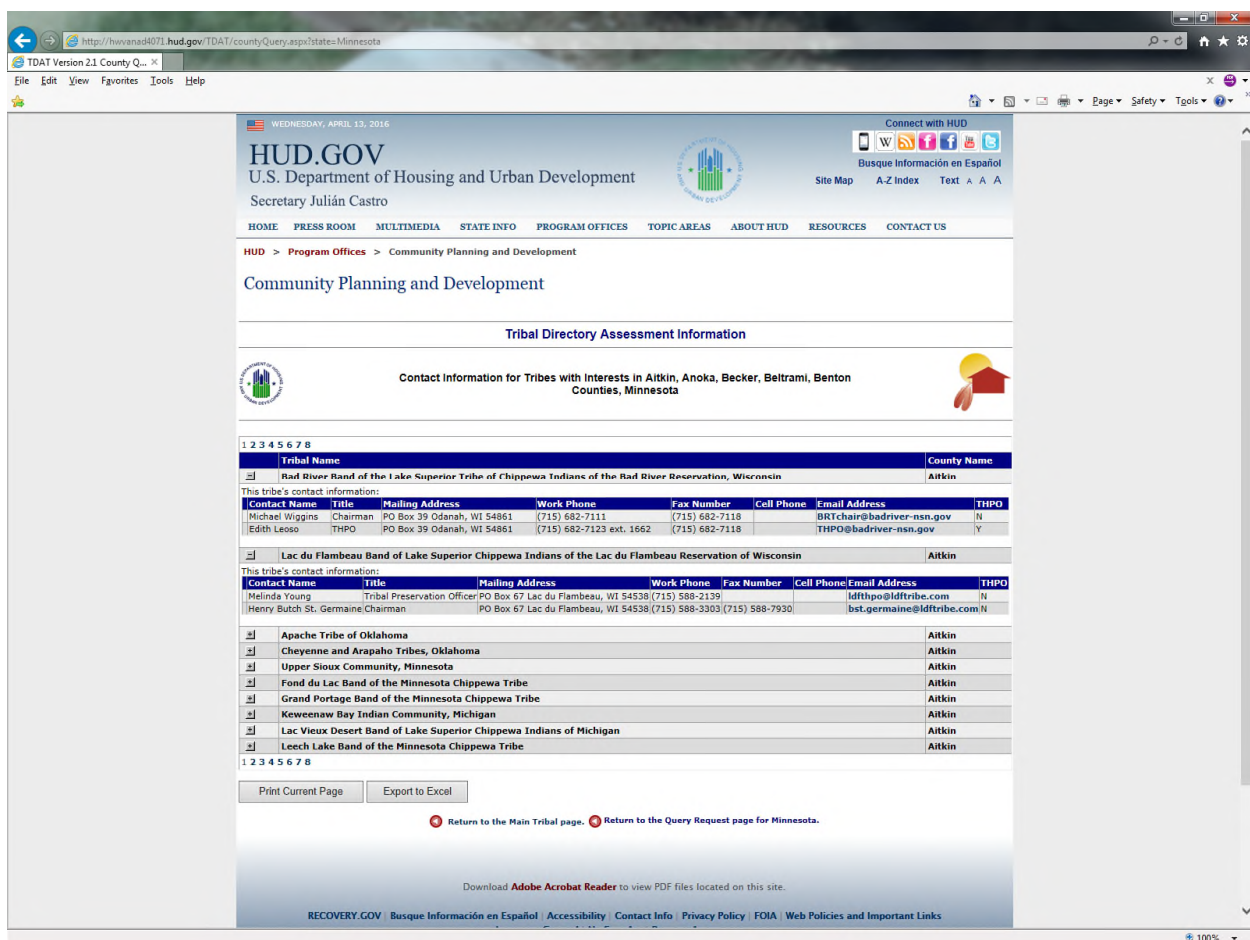 http://hwvanad4071.hud.gov/TDAT/countyQuery.aspx?state=Minnesota
TDAT Version 2.1 County Q...
File Edit View Favorites Tools Help
Page Safety Tools
WEDNESDAY, APRIL 13, 2016
Connect with HUD
HUD.GOV
U.S. Department of Housing and Urban Development
Secretary Julián Castro
Busque Información en Español
Site Map A-Z Index Text A A A
HOME PRESS ROOM MULTIMEDIA STATE INFO PROGRAM OFFICES TOPIC AREAS ABOUT HUD RESOURCES CONTACT US
HUD > Program Offices > Community Planning and Development
Community Planning and Development
Tribal Directory Assessment Information
Contact Information for Tribes with Interests in Aitkin, Anoka, Becker, Beltrami, Benton
Counties, Minnesota
1 2 3 4 5 6 7 8
Tribal Name County Name
Bad River Band of the Lake Superior Tribe of Chippewa Indians of the Bad River Reservation, Wisconsin Aitkin
This tribe's contact information:
Contact Name Title Mailing Address Work Phone Fax Number Cell Phone Email Address THPO
Michael Wiggins Chairman PO Box 39 Odanah, WI 54861 (715) 682-7111 (715) 682-7118 BRTchair@badriver-nsn.gov N
Edith Leoso THPO PO Box 39 Odanah, WI 54861 (715) 682-7123 ext. 1662 (715) 682-7118 THPO@badriver-nsn.gov Y
Lac du Flambeau Band of Lake Superior Chippewa Indians of the Lac du Flambeau Reservation of Wisconsin Aitkin
This tribe's contact information:
Contact Name Title Mailing Address Work Phone Fax Number Cell Phone Email Address THPO
Melinda Young Tribal Preservation Officer PO Box 67 Lac du Flambeau, WI 54538 (715) 588-2139 ldfthpo@ldftribe.com N
Henry Butch St. Germaine Chairman PO Box 67 Lac du Flambeau, WI 54538 (715) 588-3303 (715) 588-7930 bst.germaine@ldftribe.com N
Apache Tribe of Oklahoma Aitkin
Cheyenne and Arapaho Tribes, Oklahoma Aitkin
Upper Sioux Community, Minnesota Aitkin
Fond du Lac Band of the Minnesota Chippewa Tribe Aitkin
Grand Portage Band of the Minnesota Chippewa Tribe Aitkin
Keweenaw Bay Indian Community, Michigan Aitkin
Lac Vieux Desert Band of Lake Superior Chippewa Indians of Michigan Aitkin
Leech Lake Band of the Minnesota Chippewa Tribe Aitkin
1 2 3 4 5 6 7 8
Print Current Page Export to Excel
Return to the Main Tribal page. Return to the Query Request page for Minnesota.
Download Adobe Acrobat Reader to view PDF files located on this site.
RECOVERY.GOV | Busque Información en Español | Accessibility | Contact Info | Privacy Policy | FOIA | Web Policies and Important Links
100%